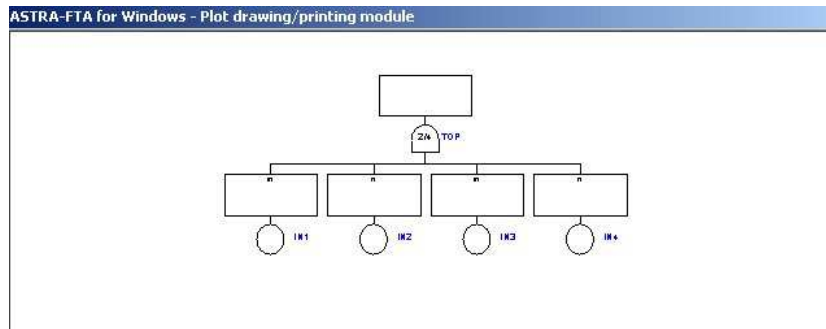 ASTRA-FTA for Windows - Plot drawing/printing module
2/4 TOP
IN1 IN2 IN3 IN4